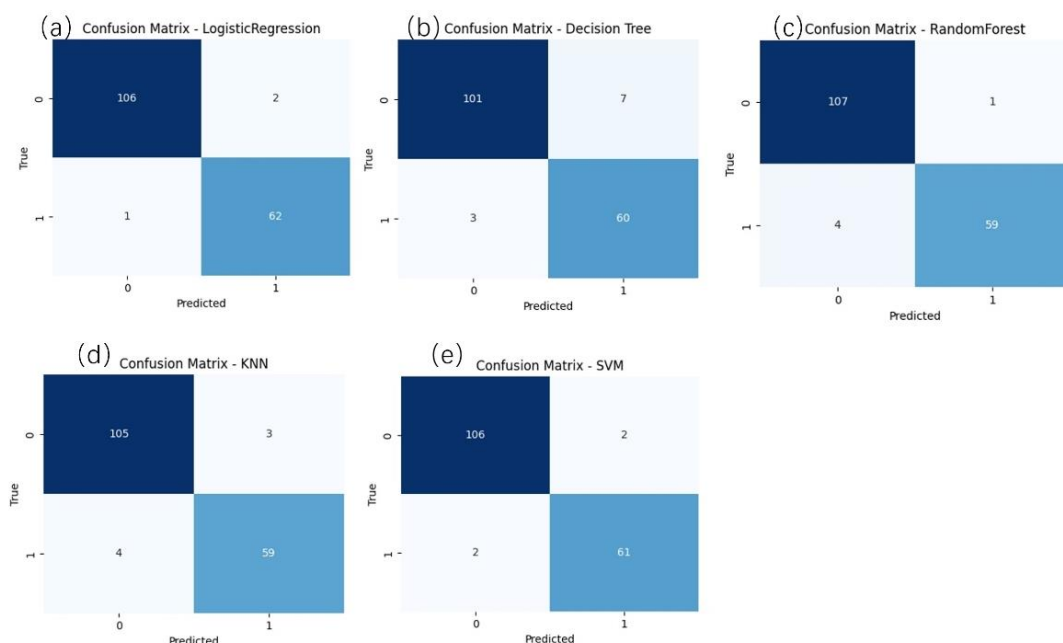 (a)
Confusion Matrix - LogisticRegression
0
106
2
True
1
1
62
0
1
Predicted
(b)
Confusion Matrix - Decision Tree
0
101
7
True
1
3
60
0
1
Predicted
(c)
Confusion Matrix - RandomForest
0
107
1
True
1
4
59
0
1
Predicted
(d)
Confusion Matrix - KNN
0
105
3
True
1
4
59
0
1
Predicted
(e)
Confusion Matrix - SVM
0
106
2
True
1
2
61
0
1
Predicted